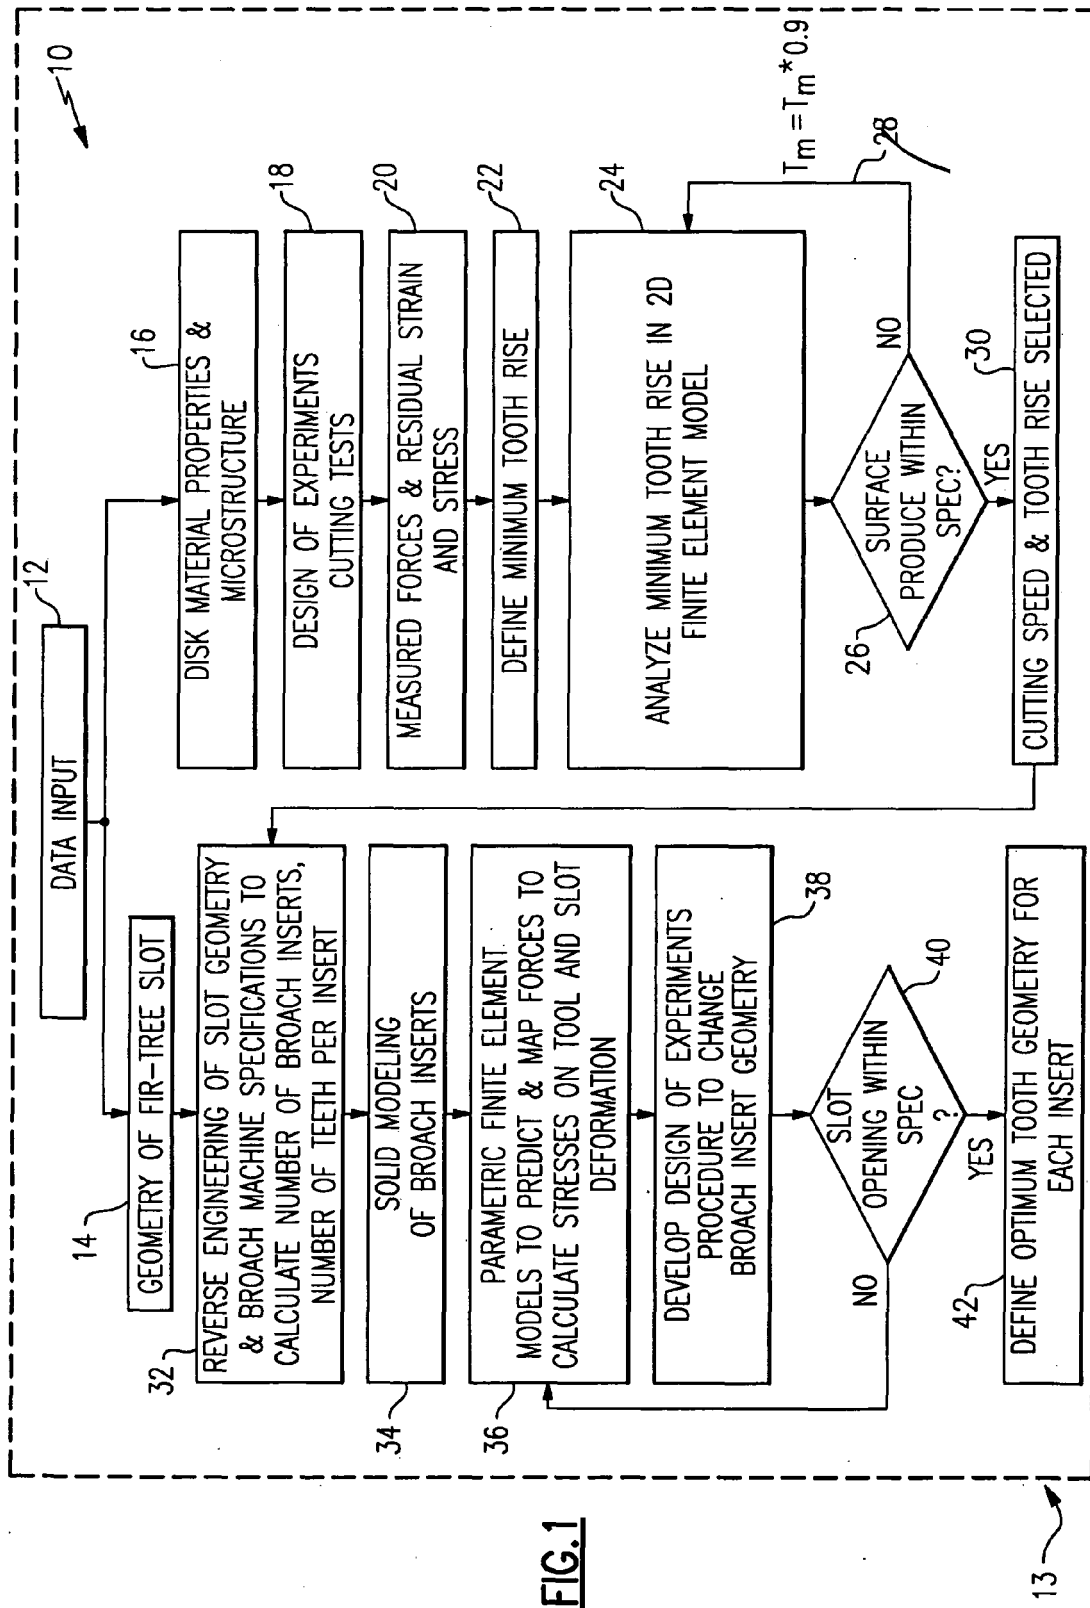 10
12
DATA INPUT
14
GEOMETRY OF FIR-TREE SLOT
32
REVERSE ENGINEERING OF SLOT GEOMETRY
& BROACH MACHINE SPECIFICATIONS TO
CALCULATE NUMBER OF BROACH INSERTS,
NUMBER OF TEETH PER INSERT
34
SOLID MODELING
OF BROACH INSERTS
36
PARAMETRIC FINITE ELEMENT
MODELS TO PREDICT & MAP FORCES TO
CALCULATE STRESSES ON TOOL AND SLOT
DEFORMATION
DEVELOP DESIGN OF EXPERIMENTS
PROCEDURE TO CHANGE
BROACH INSERT GEOMETRY
38
SLOT
OPENING WITHIN
SPEC
?
40
NO
YES
42
DEFINE OPTIMUM TOOTH GEOMETRY FOR
EACH INSERT
16
DISK MATERIAL PROPERTIES &
MICROSTRUCTURE
18
DESIGN OF EXPERIMENTS
CUTTING TESTS
20
MEASURED FORCES & RESIDUAL STRAIN
AND STRESS
22
DEFINE MINIMUM TOOTH RISE
24
ANALYZE MINIMUM TOOTH RISE IN 2D
FINITE ELEMENT MODEL
Tm = Tm * 0.9
28
26
SURFACE
PRODUCE WITHIN
SPEC?
NO
YES
30
CUTTING SPEED & TOOTH RISE SELECTED
13
FIG.1